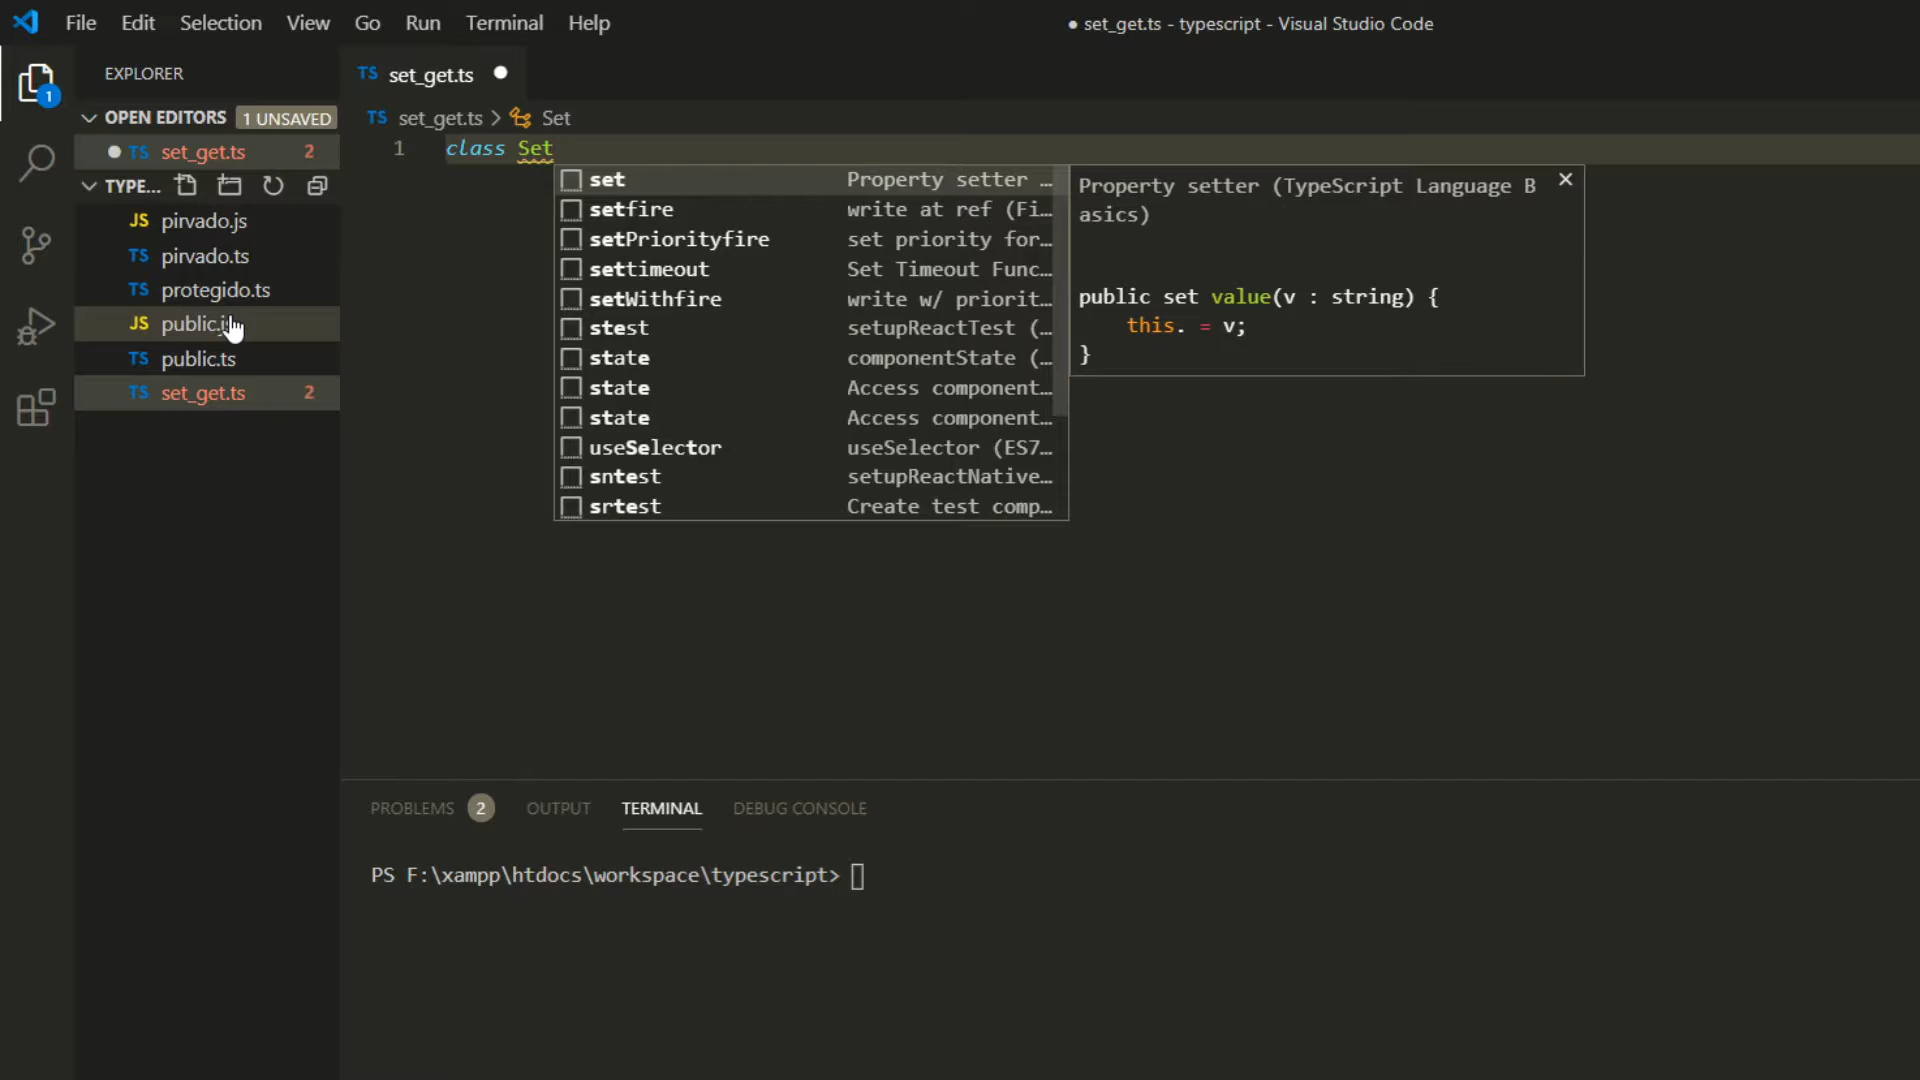 File Edit Selection View Go Run Terminal Help
● set_get.ts - typescript - Visual Studio Code
EXPLORER
1
OPEN EDITORS 1 UNSAVED
TS set_get.ts 2
TYPE...
JS pirvado.js
TS pirvado.ts
TS protegido.ts
JS public.js
TS public.ts
TS set_get.ts 2
TS set_get.ts
TS set_get.ts > Set
1 class Set
set Property setter …
setfire write at ref (Fi…
setPriorityfire set priority for…
settimeout Set Timeout Func…
setWithfire write w/ priorit…
stest setupReactTest (…
state componentState (…
state Access component…
state Access component…
useSelector useSelector (ES7…
sntest setupReactNative…
srtest Create test comp…
Property setter (TypeScript Language B
asics)
public set value(v : string) {
this. = v;
}
PROBLEMS 2 OUTPUT TERMINAL DEBUG CONSOLE
PS F:\xampp\htdocs\workspace\typescript>